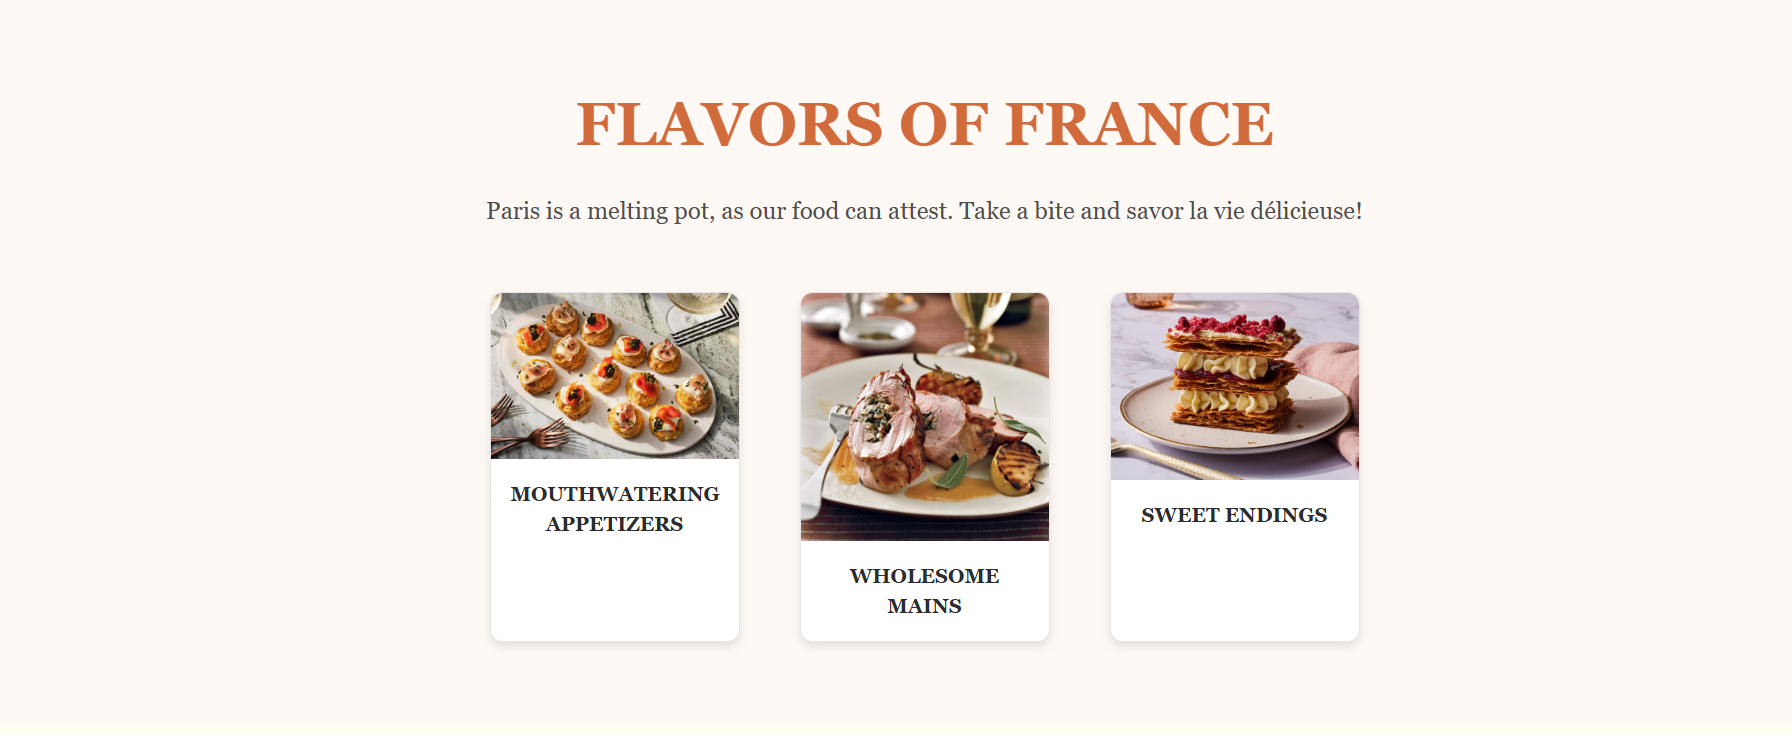 FLAVORS OF FRANCE
Paris is a melting pot, as our food can attest. Take a bite and savor la vie délicieuse!
MOUTHWATERING
APPETIZERS
WHOLESOME
MAINS
SWEET ENDINGS